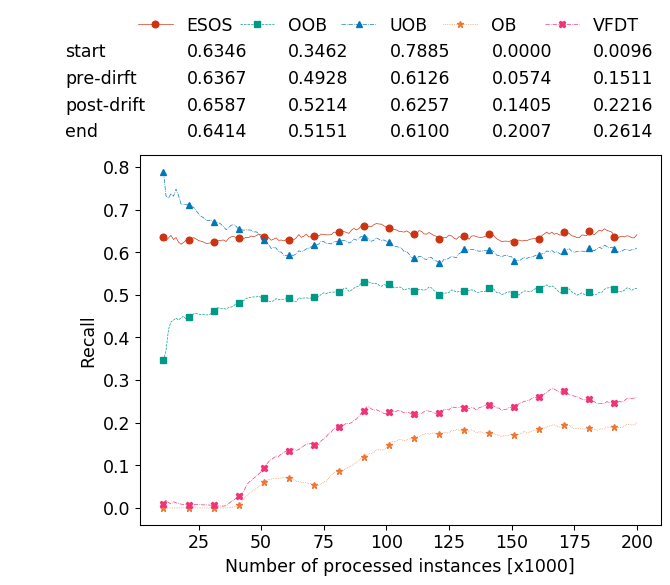 ESOS OOB UOB OB VFDT
start 0.6346 0.3462 0.7885 0.0000 0.0096
pre-dirft 0.6367 0.4928 0.6126 0.0574 0.1511
post-drift 0.6587 0.5214 0.6257 0.1405 0.2216
end 0.6414 0.5151 0.6100 0.2007 0.2614
0.8
0.7
0.6
0.5
0.4
0.3
0.2
0.1
0.0
Recall
25 50 75 100 125 150 175 200
Number of processed instances [x1000]